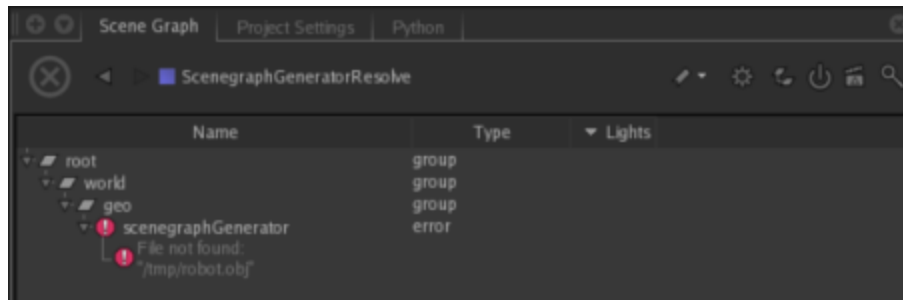 Scene Graph Project Settings Python
ScenegraphGeneratorResolve
Name Type Lights
root group
world group
geo group
scenegraphGenerator error
File not found:
"/tmp/robot.obj"